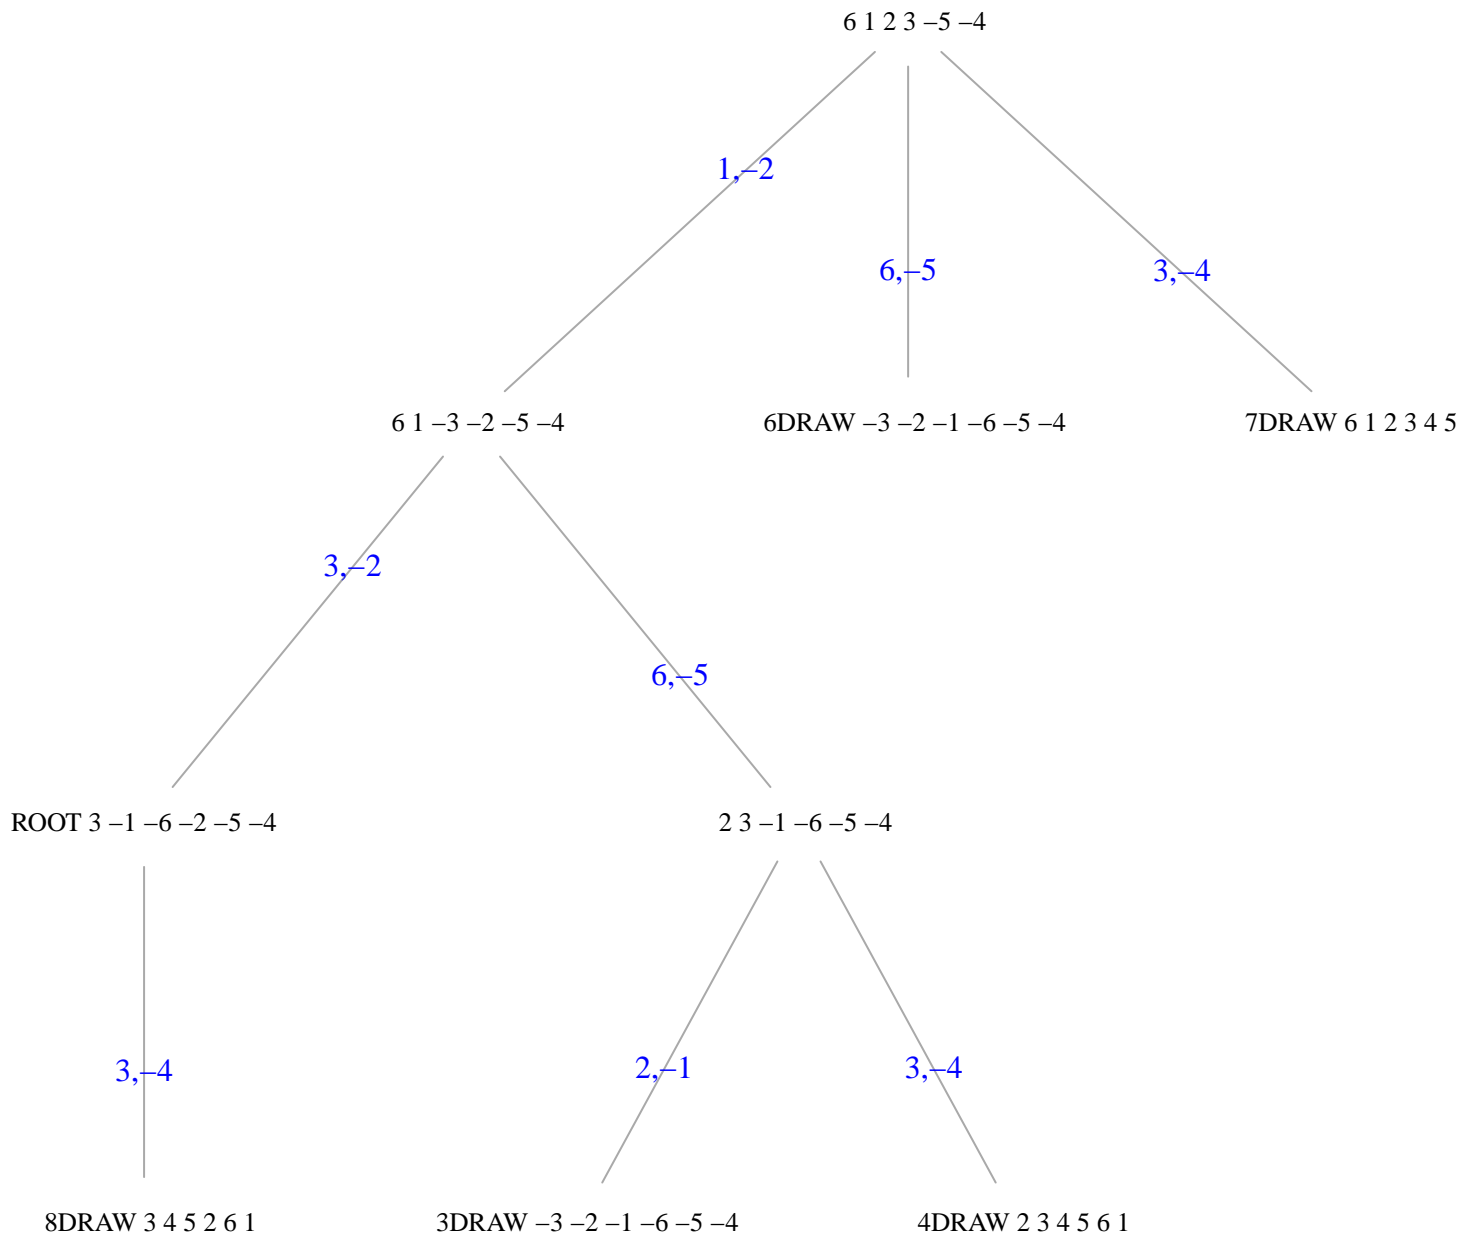 6 1 2 3 –5 –4
1,–2
6,–5
3,–4
6 1 –3 –2 –5 –4
6DRAW –3 –2 –1 –6 –5 –4
7DRAW 6 1 2 3 4 5
3,–2
6,–5
ROOT 3 –1 –6 –2 –5 –4
2 3 –1 –6 –5 –4
3,–4
2,–1
3,–4
8DRAW 3 4 5 2 6 1
3DRAW –3 –2 –1 –6 –5 –4
4DRAW 2 3 4 5 6 1